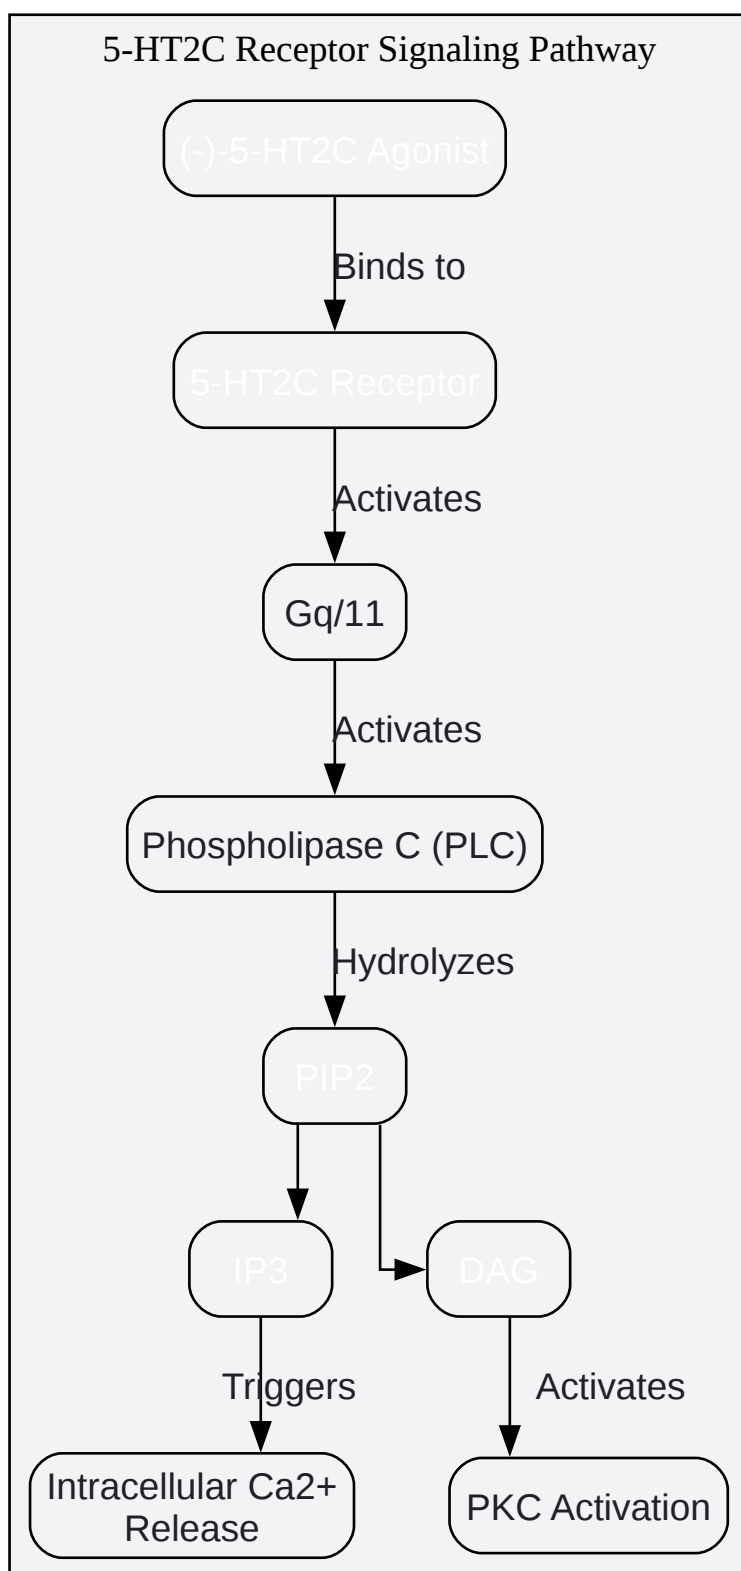 5-HT2C Receptor Signaling Pathway
(-)-5-HT2C Agonist
Binds to
5-HT2C Receptor
Activates
Gq/11
Activates
Phospholipase C (PLC)
Hydrolyzes
PIP2
IP3
DAG
Triggers
Activates
Intracellular Ca2+
Release
PKC Activation